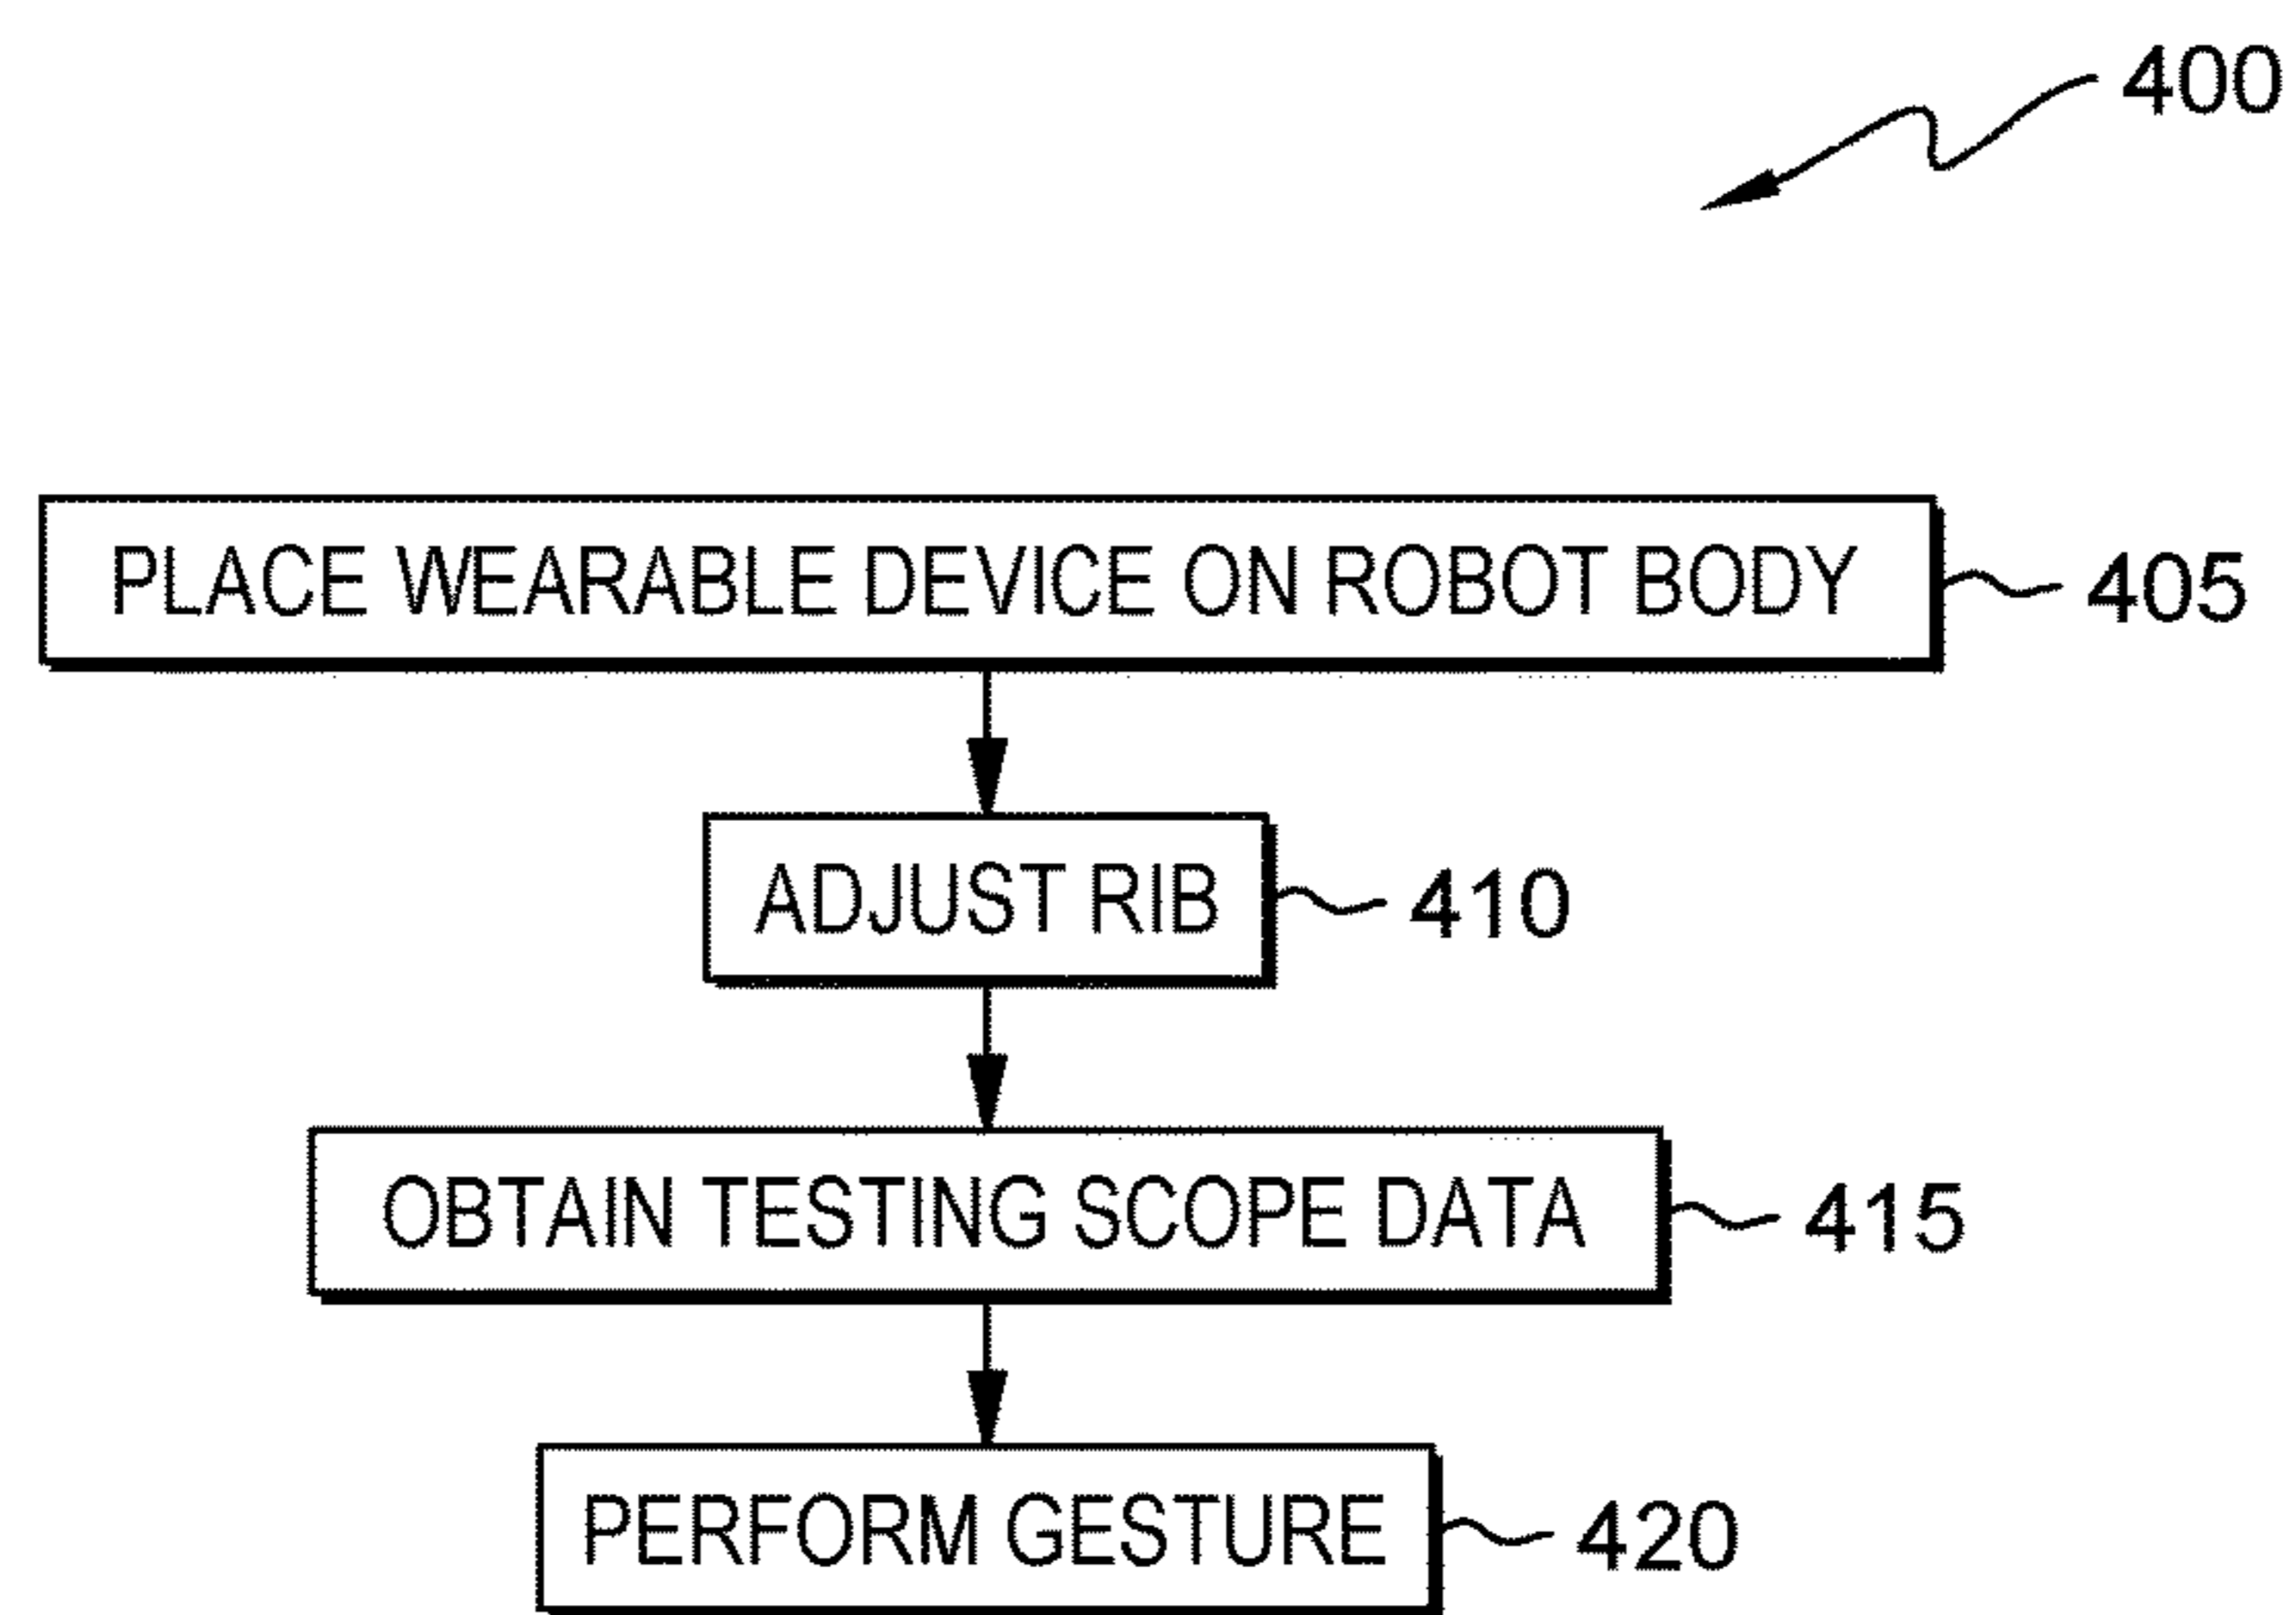 400
PLACE WEARABLE DEVICE ON ROBOT BODY 405
ADJUST RIB 410
OBTAIN TESTING SCOPE DATA 415
PERFORM GESTURE 420